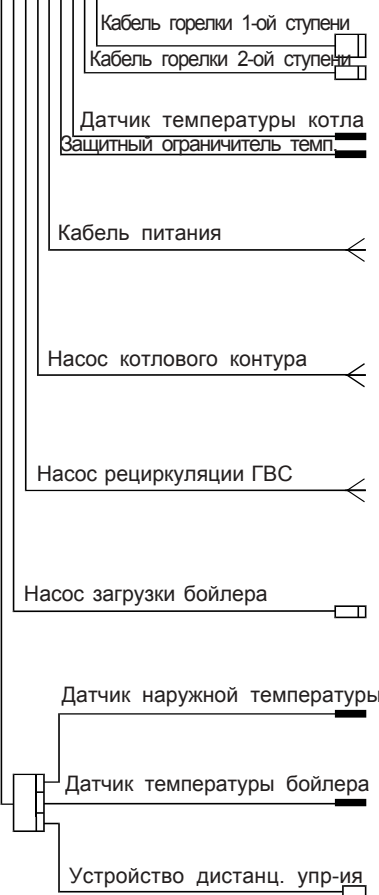 Кабель горелки 1-ой ступени
Кабель горелки 2-ой ступени
Датчик температуры котла
Защитный ограничитель темп.
Кабель питания
Насос котлового контура
Насос рециркуляции ГВС
Насос загрузки бойлера
Датчик наружной температуры
Датчик температуры бойлера
Устройство дистанц. упр-ия